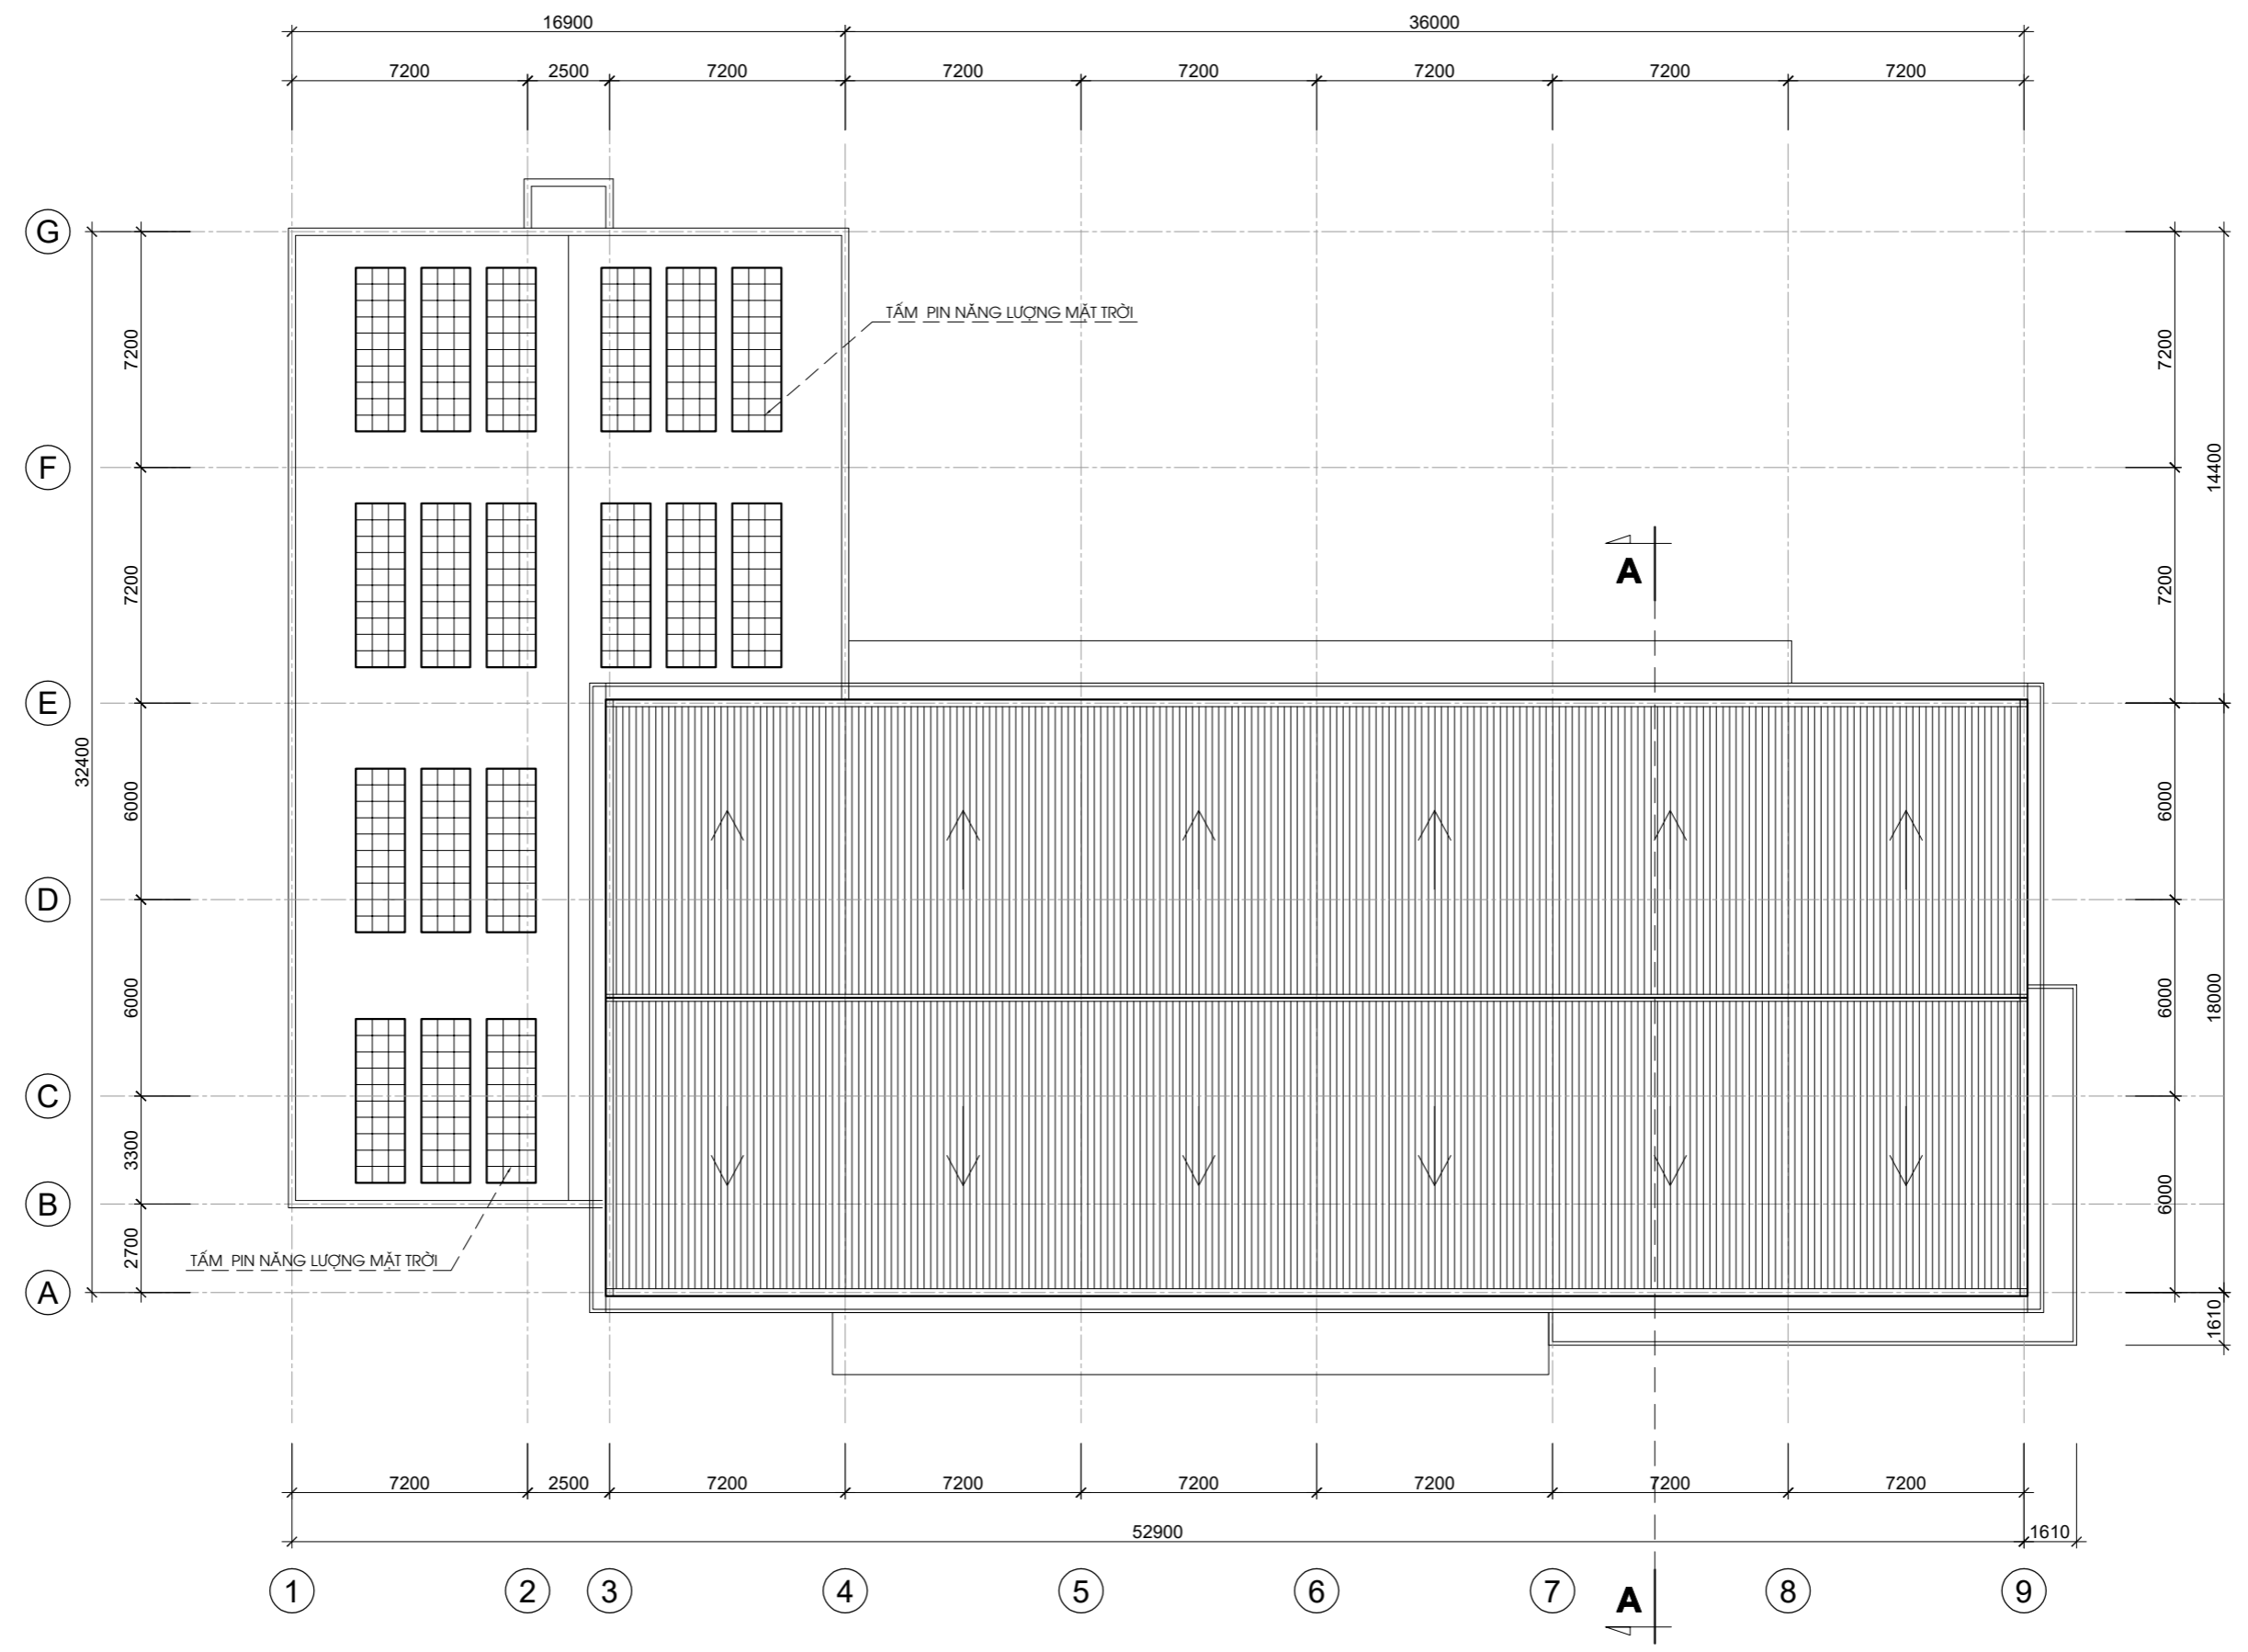 16900 36000
7200 2500 7200 7200 7200 7200 7200 7200
G
F
E
D
C
B
A
32400
7200
7200
6000
6000
3300
2700
TẤM PIN NĂNG LƯỢNG MẶT TRỜI
A
TẤM PIN NĂNG LƯỢNG MẶT TRỜI
7200
7200
6000
6000
6000
14400
18000
1610
7200 2500 7200 7200 7200 7200 7200 7200
52900 1610
1 2 3 4 5 6 7 A 8 9